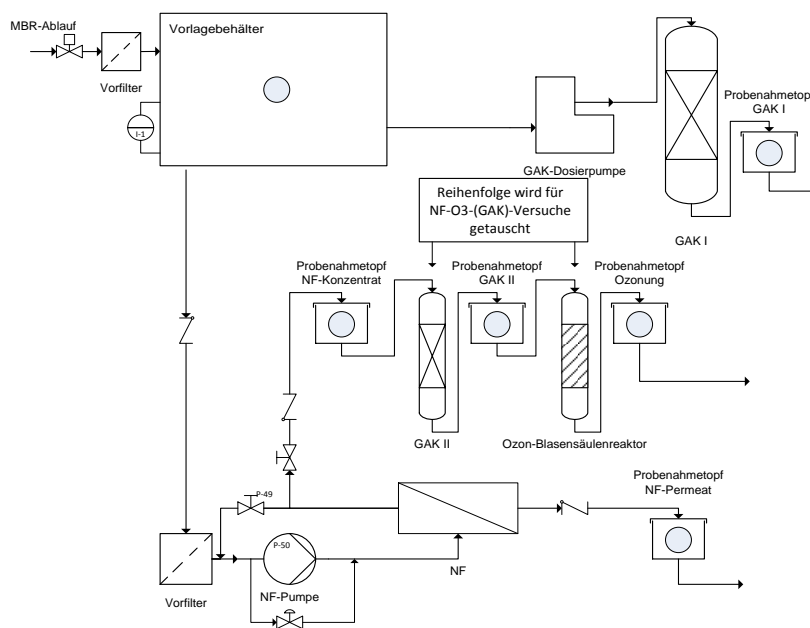 MBR-Ablauf
Vorfilter
Vorlagebehälter
I-1
GAK-Dosierpumpe
GAK I
Probenahmetopf
GAK I
Reihenfolge wird für
NF-O3-(GAK)-Versuche
getauscht
Probenahmetopf
NF-Konzentrat
Probenahmetopf
GAK II
Probenahmetopf
Ozonung
GAK II
Ozon-Blasensäulenreaktor
P-49
Probenahmetopf
NF-Permeat
P-50
Vorfilter
NF-Pumpe
NF